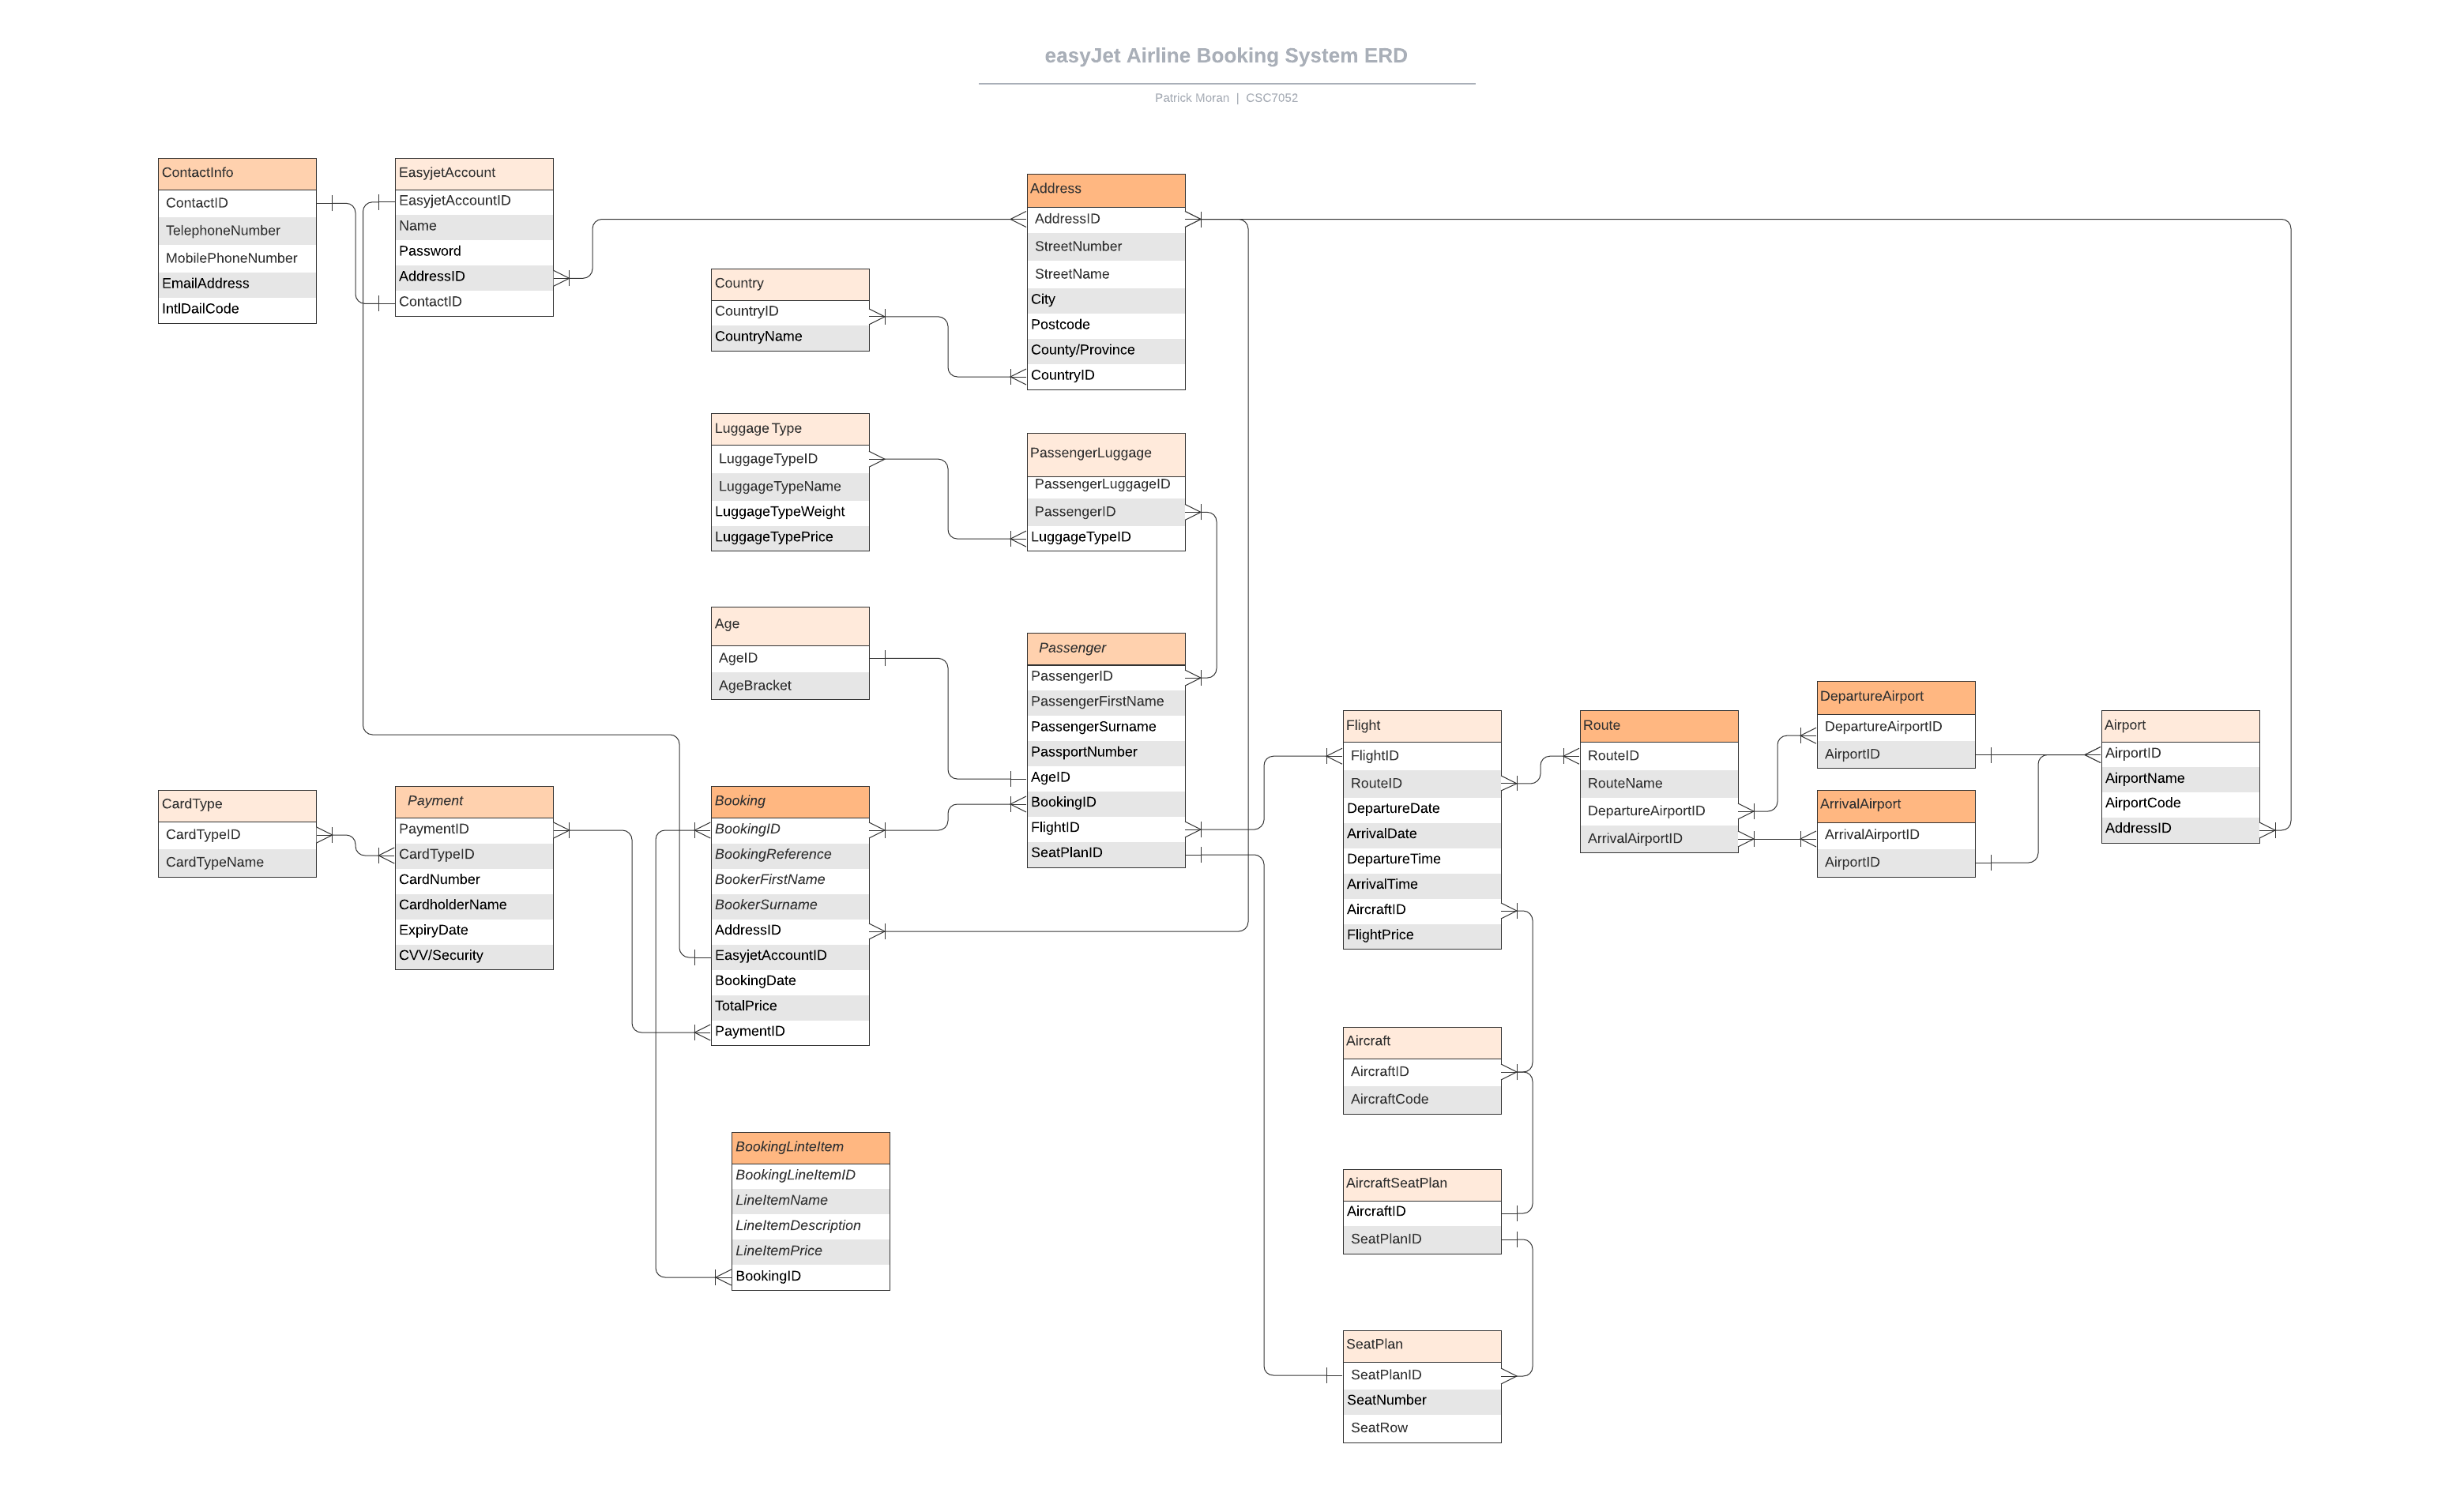 easyJet Airline Booking System ERD
Patrick Moran | CSC7052
ContactInfo
ContactID
TelephoneNumber
MobilePhoneNumber
EmailAddress
IntlDailCode
EasyjetAccount
EasyjetAccountID
Name
Password
AddressID
ContactID
Address
AddressID
StreetNumber
StreetName
City
Postcode
County/Province
CountryID
Country
CountryID
CountryName
Luggage Type
LuggageTypeID
LuggageTypeName
LuggageTypeWeight
LuggageTypePrice
PassengerLuggage
PassengerLuggageID
PassengerID
LuggageTypeID
Age
AgeID
AgeBracket
Passenger
PassengerID
PassengerFirstName
PassengerSurname
PassportNumber
AgeID
BookingID
FlightID
SeatPlanID
Flight
FlightID
RouteID
DepartureDate
ArrivalDate
DepartureTime
ArrivalTime
AircraftID
FlightPrice
Route
RouteID
RouteName
DepartureAirportID
ArrivalAirportID
DepartureAirport
DepartureAirportID
AirportID
ArrivalAirport
ArrivalAirportID
AirportID
Airport
AirportID
AirportName
AirportCode
AddressID
CardType
CardTypeID
CardTypeName
Payment
PaymentID
CardTypeID
CardNumber
CardholderName
ExpiryDate
CVV/Security
Booking
BookingID
BookingReference
BookerFirstName
BookerSurname
AddressID
EasyjetAccountID
BookingDate
TotalPrice
PaymentID
BookingLinteItem
BookingLineItemID
LineItemName
LineItemDescription
LineItemPrice
BookingID
Aircraft
AircraftID
AircraftCode
AircraftSeatPlan
AircraftID
SeatPlanID
SeatPlan
SeatPlanID
SeatNumber
SeatRow